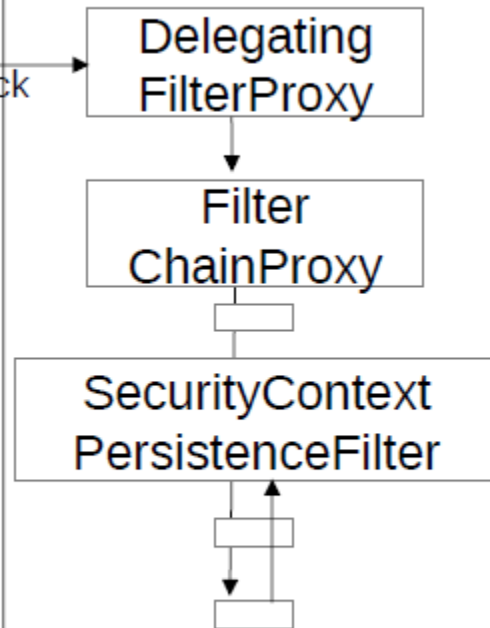 Delegating
FilterProxy
ck
Filter
ChainProxy
SecurityContext
PersistenceFilter